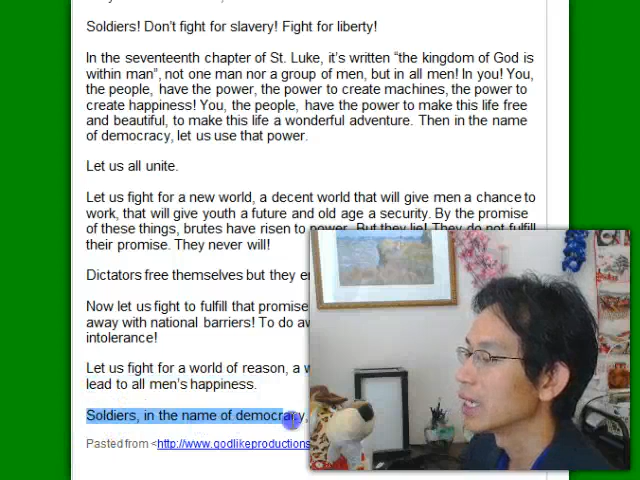 Soldiers! Don't fight for slavery! Fight for liberty!
In the seventeenth chapter of St. Luke, it's written "the kingdom of God is
within man", not one man nor a group of men, but in all men! In you! You,
the people, have the power, the power to create machines, the power to
create happiness! You, the people, have the power to make this life free
and beautiful, to make this life a wonderful adventure. Then in the name
of democracy, let us use that power.
Let us all unite.
Let us fight for a new world, a decent world that will give men a chance to
work, that will give youth a future and old age a security. By the promise
of these things, brutes have risen to power. But they lie! They do not fulfill
their promise. They never will!
Dictators free themselves but they
Now let us fight to fulfill that promise
away with national barriers! To do
intolerance!
Let us fight for a world of reason, a
lead to all men's happiness.
Soldiers, in the name of democracy,
Pasted from <http://www.godlikeproductions